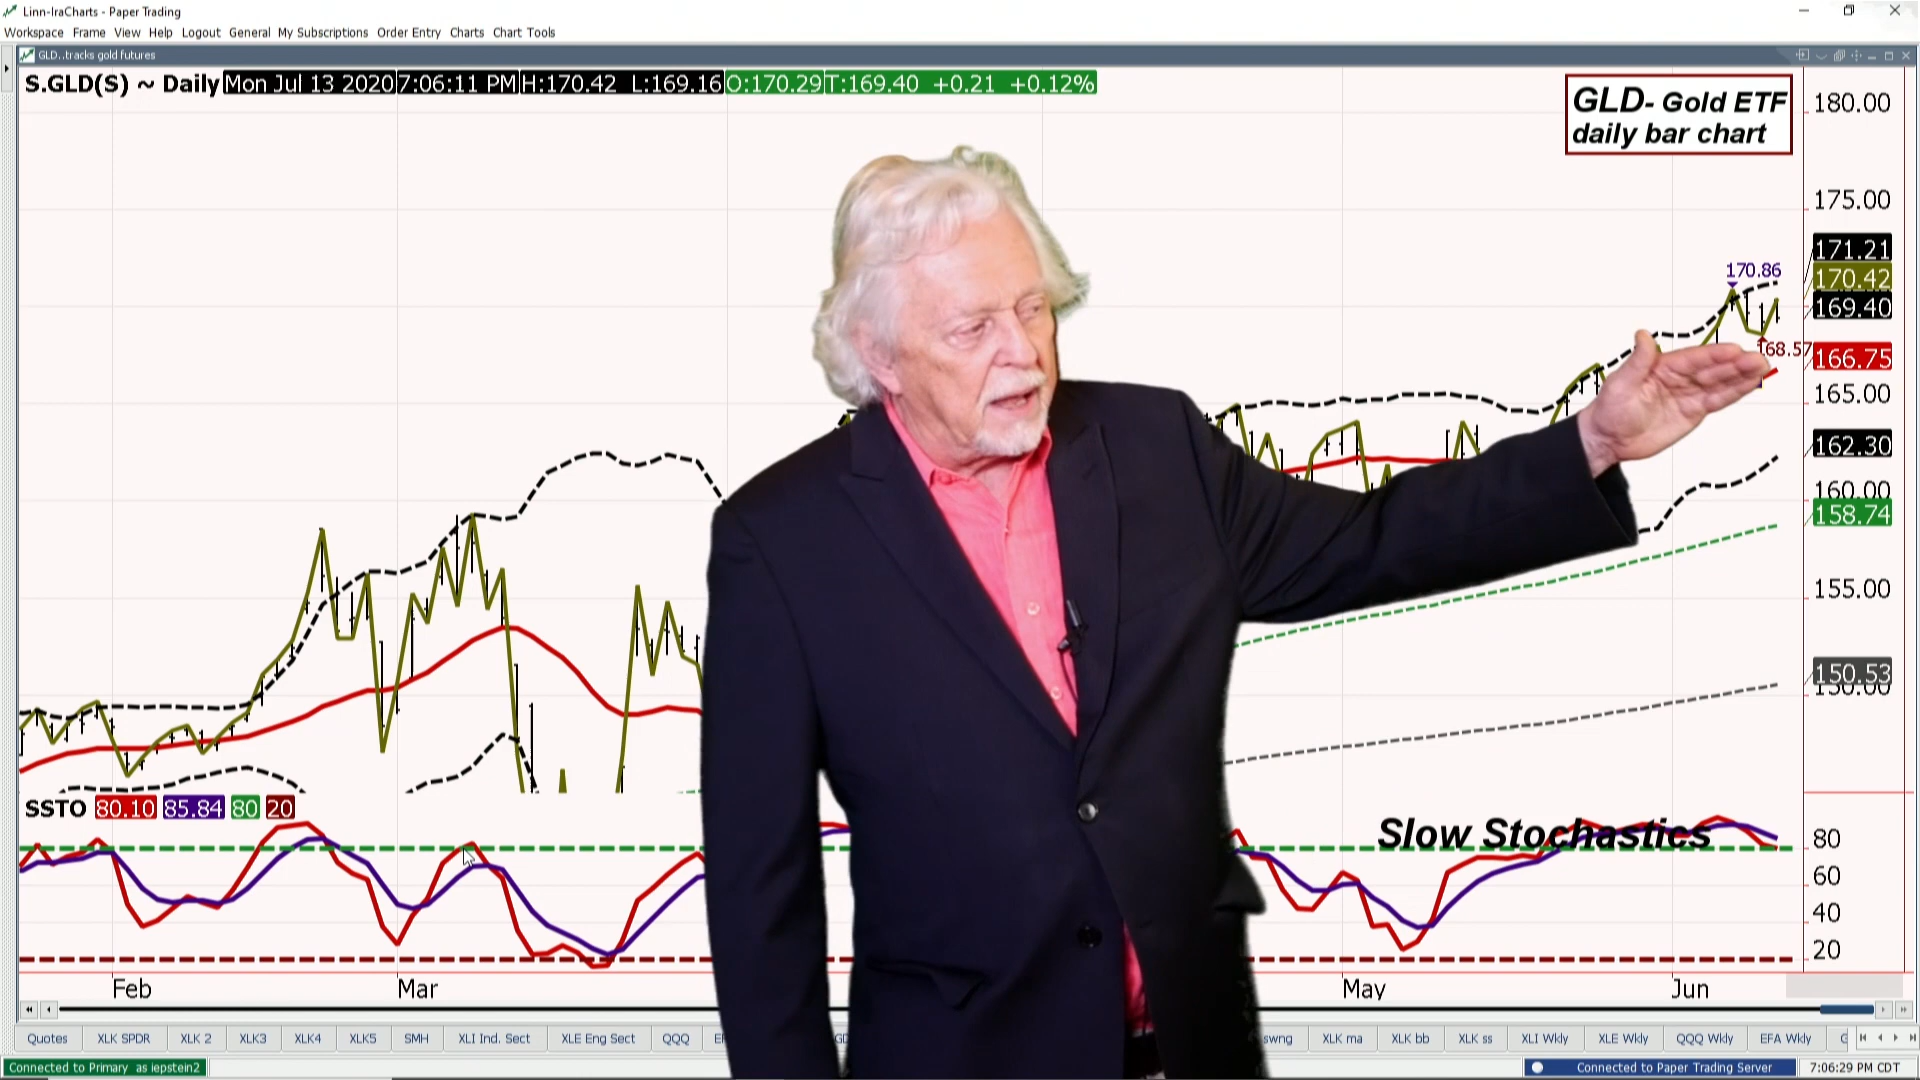 Linn-IraCharts - Paper Trading
Workspace Frame View Help Logout General My Subscriptions Order Entry Charts Chart Tools
GLD..tracks gold futures
S.GLD(S) ~ Daily Mon Jul 13 2020 7:06:11 PM H:170.42 L:169.16 O:170.29 T:169.40 +0.21 +0.12%
GLD- Gold ETF
daily bar chart
180.00
175.00
171.21
170.86
170.42
169.40
168.57
166.75
165.00
162.30
160.00
158.74
155.00
150.53
150.00
SSTO 80.10 85.84 80 20
Slow Stochastics
80
60
40
20
Feb Mar May Jun
Quotes XLK SPDR XLK 2 XLK3 XLK4 XLK5 SMH XLI Ind. Sect XLE Eng Sect QQQ swng XLK ma XLK bb XLK ss XLI Wkly XLE Wkly QQQ Wkly EFA Wkly
Connected to Primary as iepstein2
Connected to Paper Trading Server 7:06:29 PM CDT